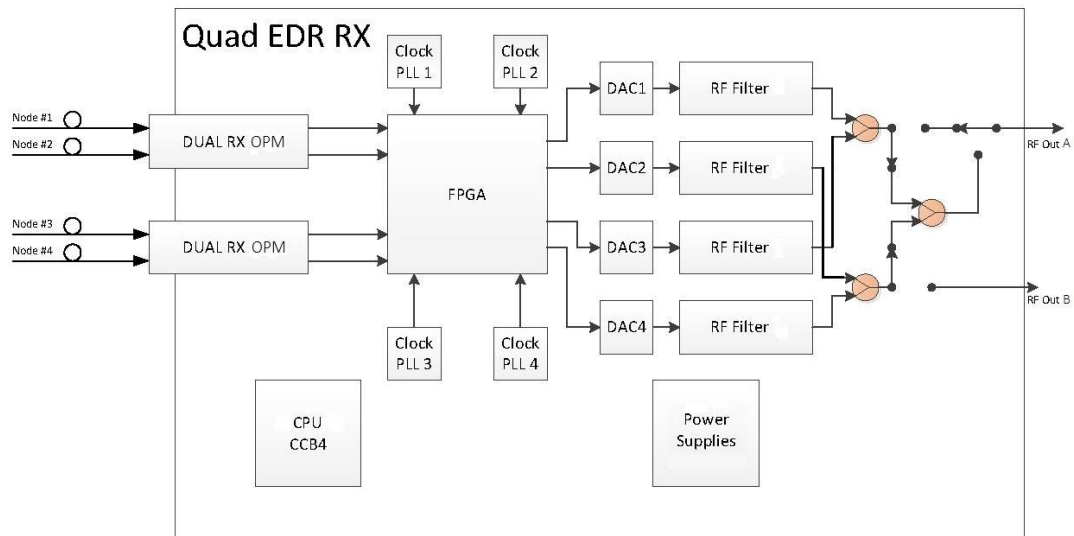 Quad EDR RX
Clock
PLL 1
Clock
PLL 2
DAC1
RF Filter
Node #1
Node #2
DUAL RX OPM
FPGA
DAC2
RF Filter
RF Out A
Node #3
Node #4
DUAL RX OPM
DAC3
RF Filter
RF Out B
Clock
PLL 3
Clock
PLL 4
DAC4
RF Filter
CPU
CCB4
Power
Supplies